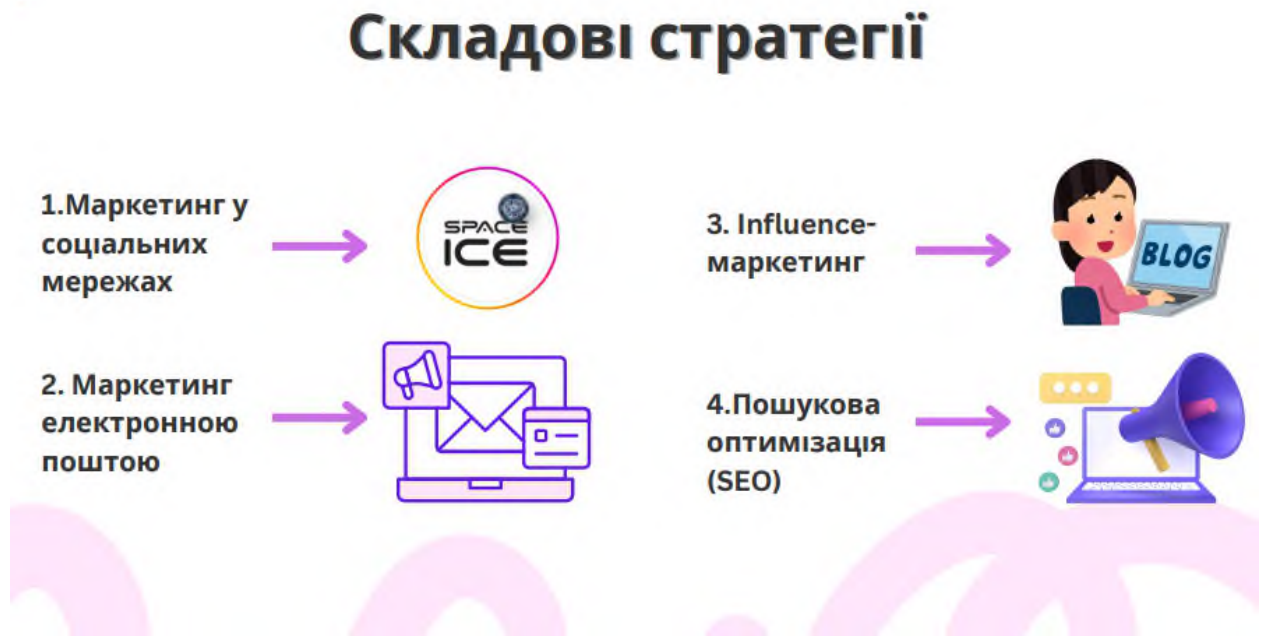 Складові стратегії
1.Маркетинг у
соціальних
мережах
SPACE
ICE
2. Маркетинг
електронною
поштою
3. Influence-
маркетинг
BLOG
4.Пошукова
оптимізація
(SEO)